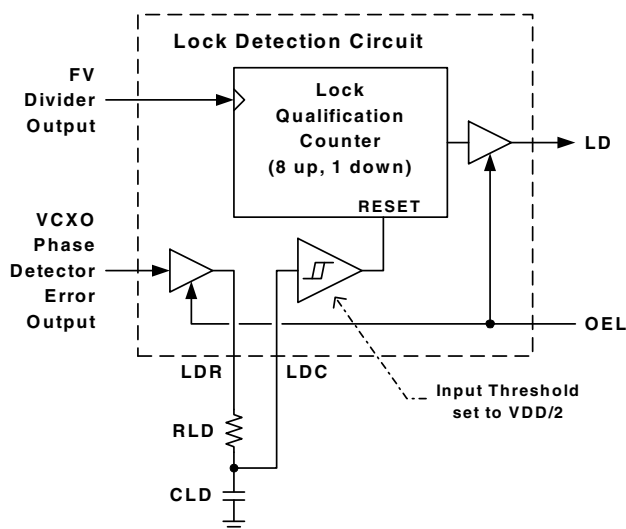 Lock Detection Circuit
FV
Divider
Output
Lock
Qualification
Counter
(8 up, 1 down)
RESET
LD
VCXO
Phase
Detector
Error
Output
OEL
LDR
LDC
Input Threshold
set to VDD/2
RLD
CLD